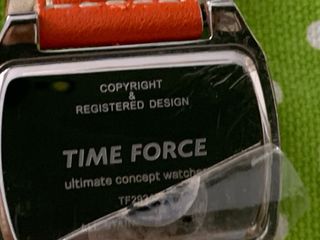 COPYRIGHT
&
REGISTERED DESIGN
TIME FORCE
ultimate concept watches